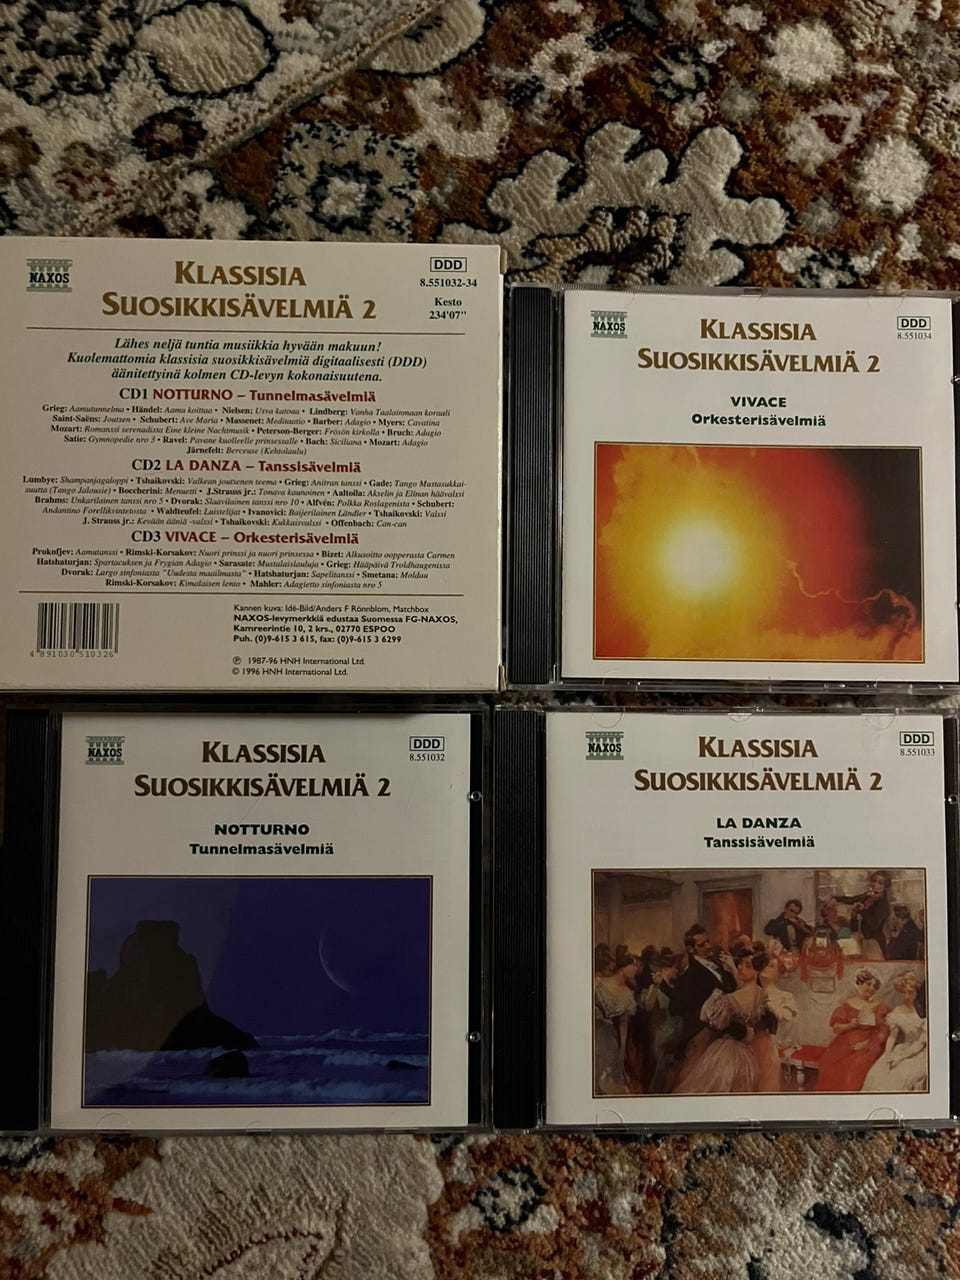 NAXOS
KLASSISIA
SUOSIKKISÄVELMIÄ 2
DDD
8.551032-34
Kesto
234'07"
Lähes neljä tuntia musiikkia hyvään makuun!
Kuolemattomia klassisia suosikkisävelmiä digitaalisesti (DDD)
äänitettyinä kolmen CD-levyn kokonaisuutena.
CD1 NOTTURNO – Tunnelmasävelmiä
Grieg: Aamutunnelma • Händel: Aamu koittaa • Nielsen: Usva katoaa • Lindberg: Vanha Taalainmaan koraali
Saint-Saëns: Joutsen • Schubert: Ave Maria • Massenet: Meditaatio • Barber: Adagio • Myers: Cavatina
Mozart: Romanssi serenadista Eine kleine Nachtmusik • Peterson-Berger: Frösön kirkolla • Bruch: Adagio
Satie: Gymnopedie nro 3 • Ravel: Pavane kuolleelle prinsessalle • Bach: Siciliana • Mozart: Adagio
Järnefelt: Berceuse (Kehtolaulu)
CD2 LA DANZA – Tanssisävelmiä
Lumbye: Shampanjagaloppi • Tshaikovski: Valkean joutsenen teema • Grieg: Anitran tanssi • Gade: Tango Mustasukkai-
suutta (Tango Jalousie) • Boccherini: Menuetti • J.Strauss jr.: Tonava kaunoinen • Aaltoila: Akselin ja Elinan häävalssi
Brahms: Unkarilainen tanssi nro 5 • Dvorak: Slaavilainen tanssi nro 10 • Alfvén: Polkka Roslagenista • Schubert:
Andantino Forellikvintetosta • Waldteufel: Luistelijat • Ivanovici: Baijerilainen Ländler • Tshaikovski: Valssi
J. Strauss jr.: Kevään ääniä -valssi • Tshaikovski: Kukkaisvalssi • Offenbach: Can-can
CD3 VIVACE – Orkesterisävelmiä
Prokofjev: Aamutanssi • Rimski-Korsakov: Nuori prinssi ja nuori prinsessa • Bizet: Alkusoitto oopperasta Carmen
Hatshaturjan: Spartacuksen ja Frygian Adagio • Sarasate: Mustalaislauluja • Grieg: Hääpäivä Troldhaugenissa
Dvorak: Largo sinfoniasta "Uudesta maailmasta" • Hatshaturjan: Sapelitanssi • Smetana: Moldau
Rimski-Korsakov: Kimalaisen lento • Mahler: Adagietto sinfoniasta nro 5
4 891030 510326
Kannen kuva: Idé-Bild/Anders F Rönnblom, Matchbox
NAXOS-levymerkkiä edustaa Suomessa FG-NAXOS,
Kamreerintie 10, 2 krs., 02770 ESPOO
Puh. (0)9-615 3 615, fax: (0)9-615 3 6299
℗ 1987-96 HNH International Ltd.
© 1996 HNH International Ltd.
NAXOS
KLASSISIA
SUOSIKKISÄVELMIÄ 2
DDD
8.551034
VIVACE
Orkesterisävelmiä
NAXOS
KLASSISIA
SUOSIKKISÄVELMIÄ 2
DDD
8.551032
NOTTURNO
Tunnelmasävelmiä
NAXOS
KLASSISIA
SUOSIKKISÄVELMIÄ 2
DDD
8.551033
LA DANZA
Tanssisävelmiä